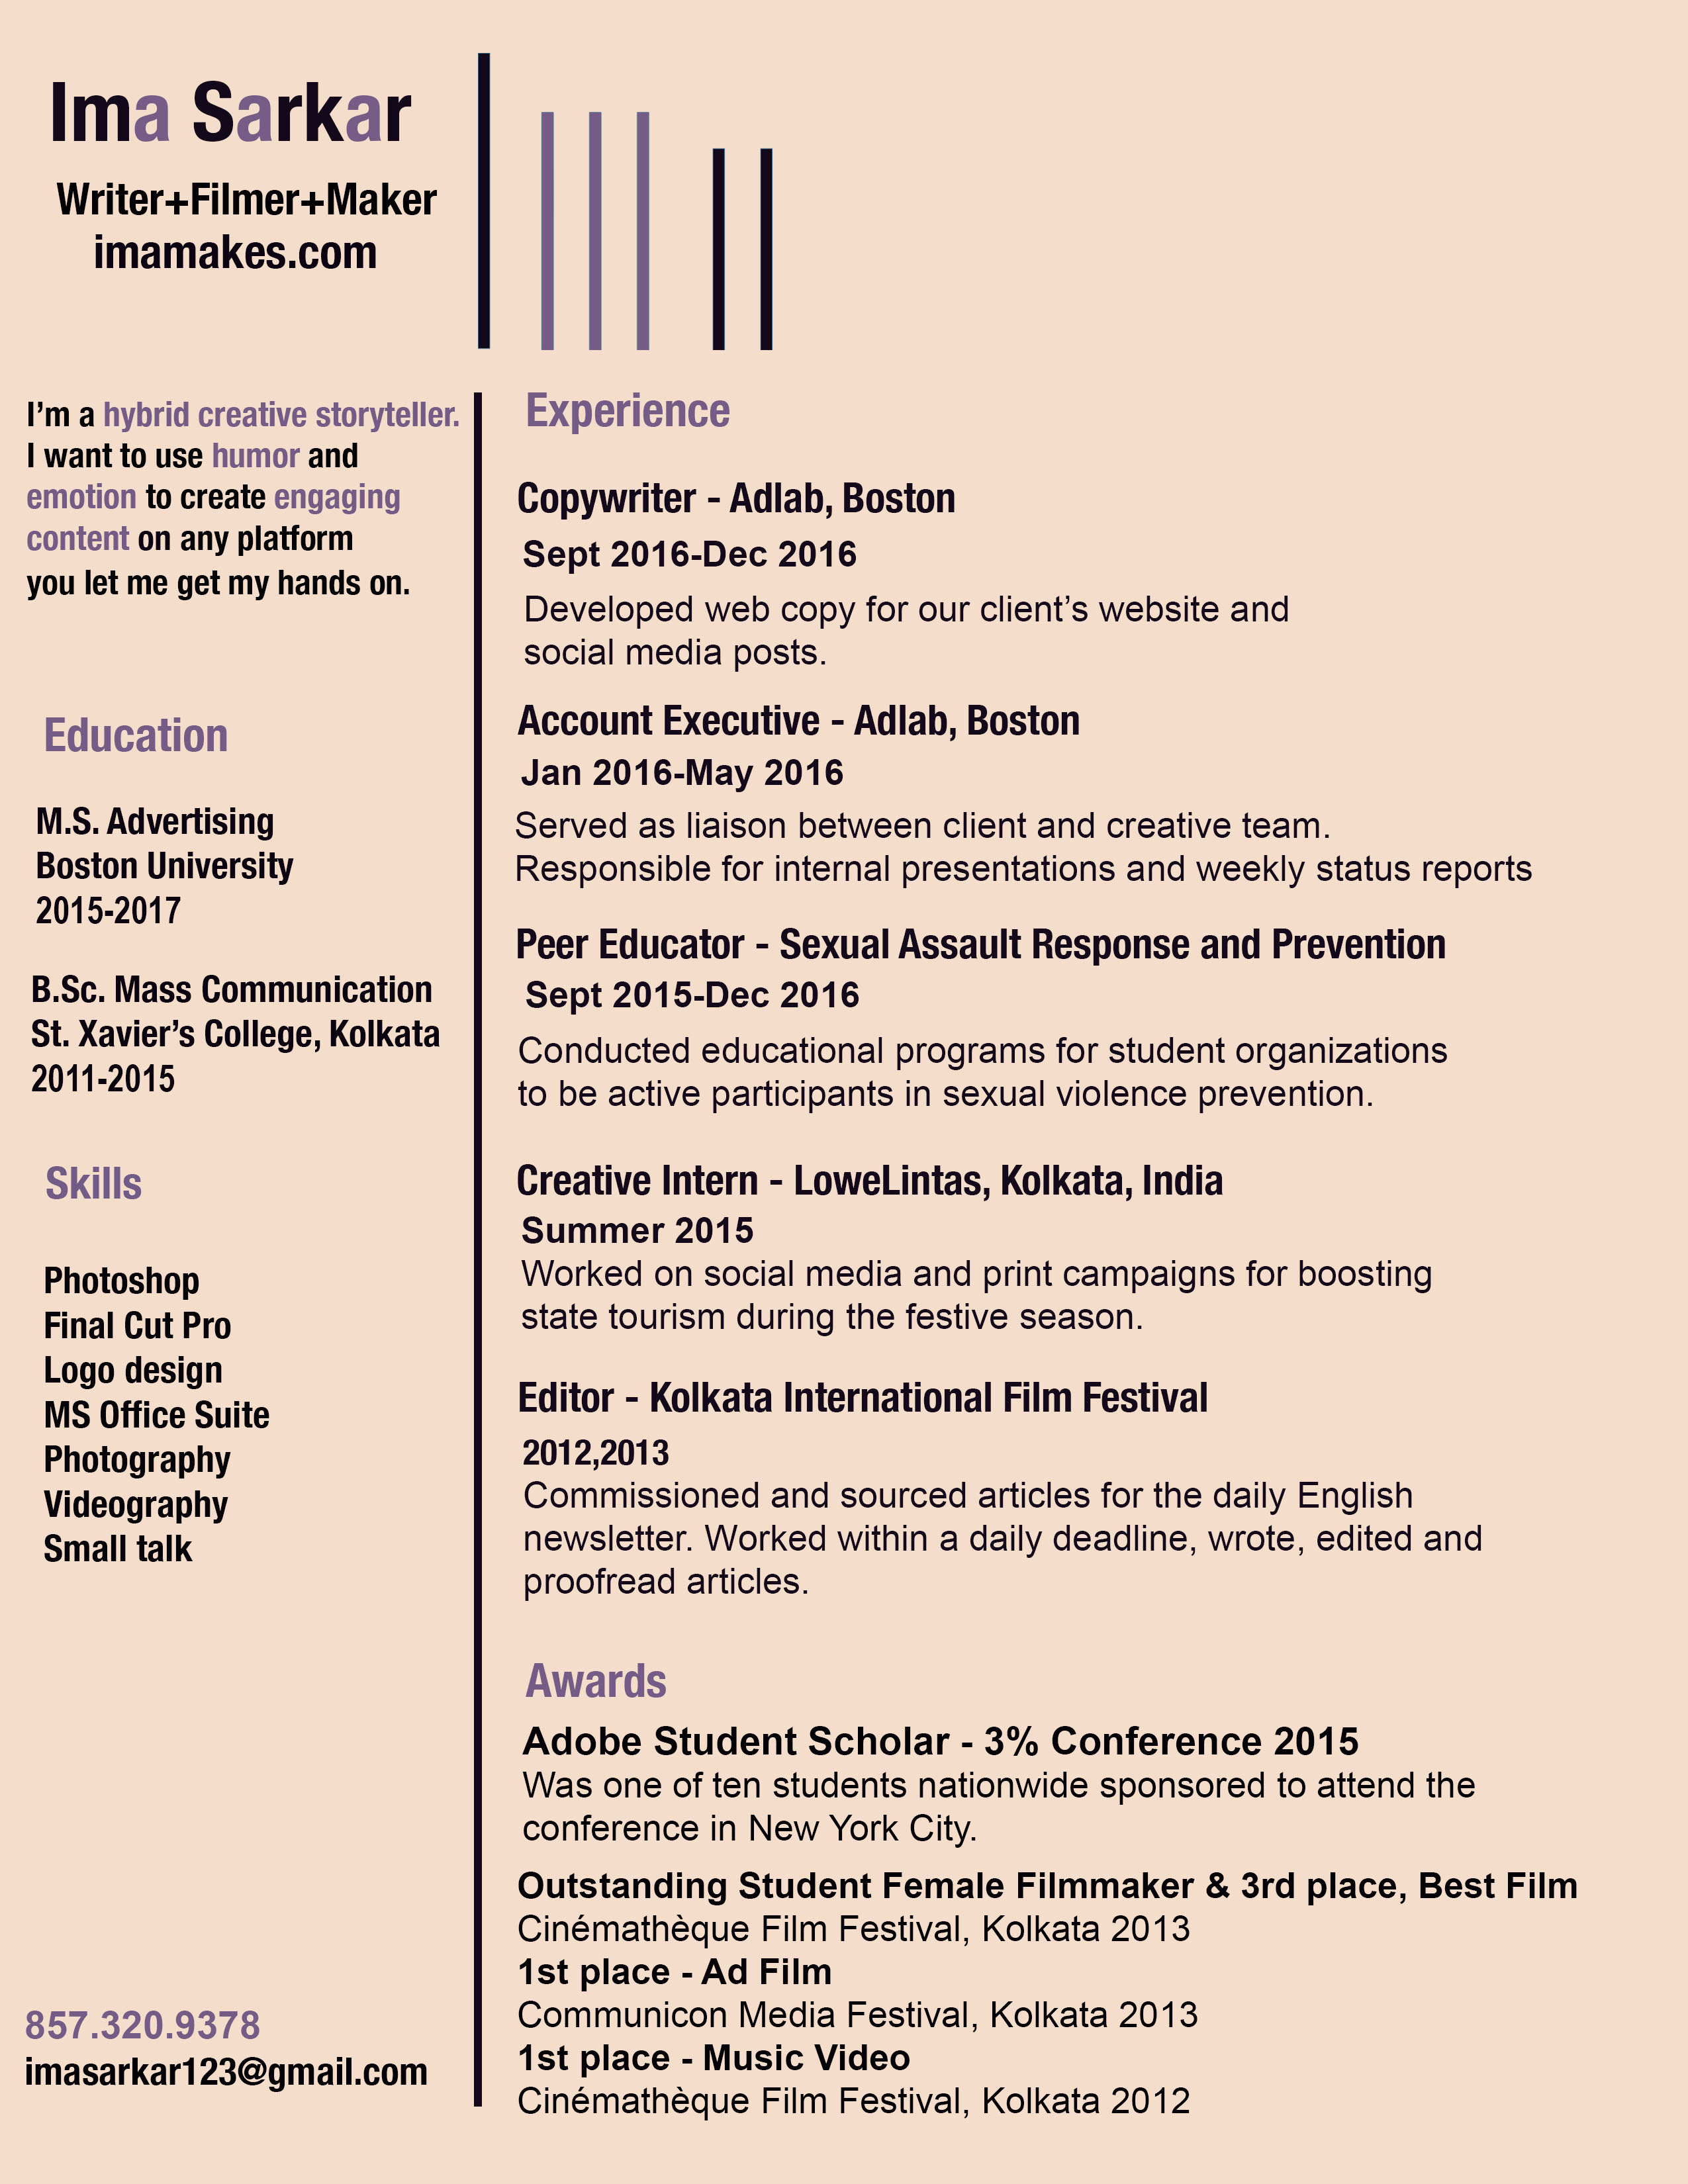 Ima Sarkar
Writer+Filmer+Maker
imamakes.com
I’m a hybrid creative storyteller.
I want to use humor and
emotion to create engaging
content on any platform
you let me get my hands on.
Education
M.S. Advertising
Boston University
2015-2017
B.Sc. Mass Communication
St. Xavier’s College, Kolkata
2011-2015
Skills
Photoshop
Final Cut Pro
Logo design
MS Office Suite
Photography
Videography
Small talk
857.320.9378
imasarkar123@gmail.com
Experience
Copywriter - Adlab, Boston
Sept 2016-Dec 2016
Developed web copy for our client’s website and
social media posts.
Account Executive - Adlab, Boston
Jan 2016-May 2016
Served as liaison between client and creative team.
Responsible for internal presentations and weekly status reports
Peer Educator - Sexual Assault Response and Prevention
Sept 2015-Dec 2016
Conducted educational programs for student organizations
to be active participants in sexual violence prevention.
Creative Intern - LoweLintas, Kolkata, India
Summer 2015
Worked on social media and print campaigns for boosting
state tourism during the festive season.
Editor - Kolkata International Film Festival
2012,2013
Commissioned and sourced articles for the daily English
newsletter. Worked within a daily deadline, wrote, edited and
proofread articles.
Awards
Adobe Student Scholar - 3% Conference 2015
Was one of ten students nationwide sponsored to attend the
conference in New York City.
Outstanding Student Female Filmmaker & 3rd place, Best Film
Cinémathèque Film Festival, Kolkata 2013
1st place - Ad Film
Communicon Media Festival, Kolkata 2013
1st place - Music Video
Cinémathèque Film Festival, Kolkata 2012